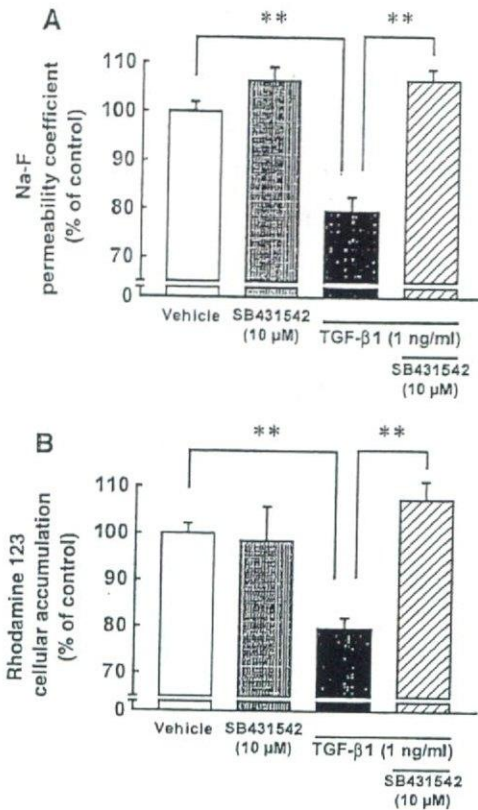 A
** **
Na-F
permeability coefficient
(% of control)
110
100
90
80
70
0
Vehicle SB431542
(10 µM)
TGF-β1 (1 ng/ml)
SB431542
(10 µM)
B
** **
Rhodamine 123
cellular accumulation
(% of control)
110
100
90
80
70
0
Vehicle SB431542
(10 µM)
TGF-β1 (1 ng/ml)
SB431542
(10 µM)